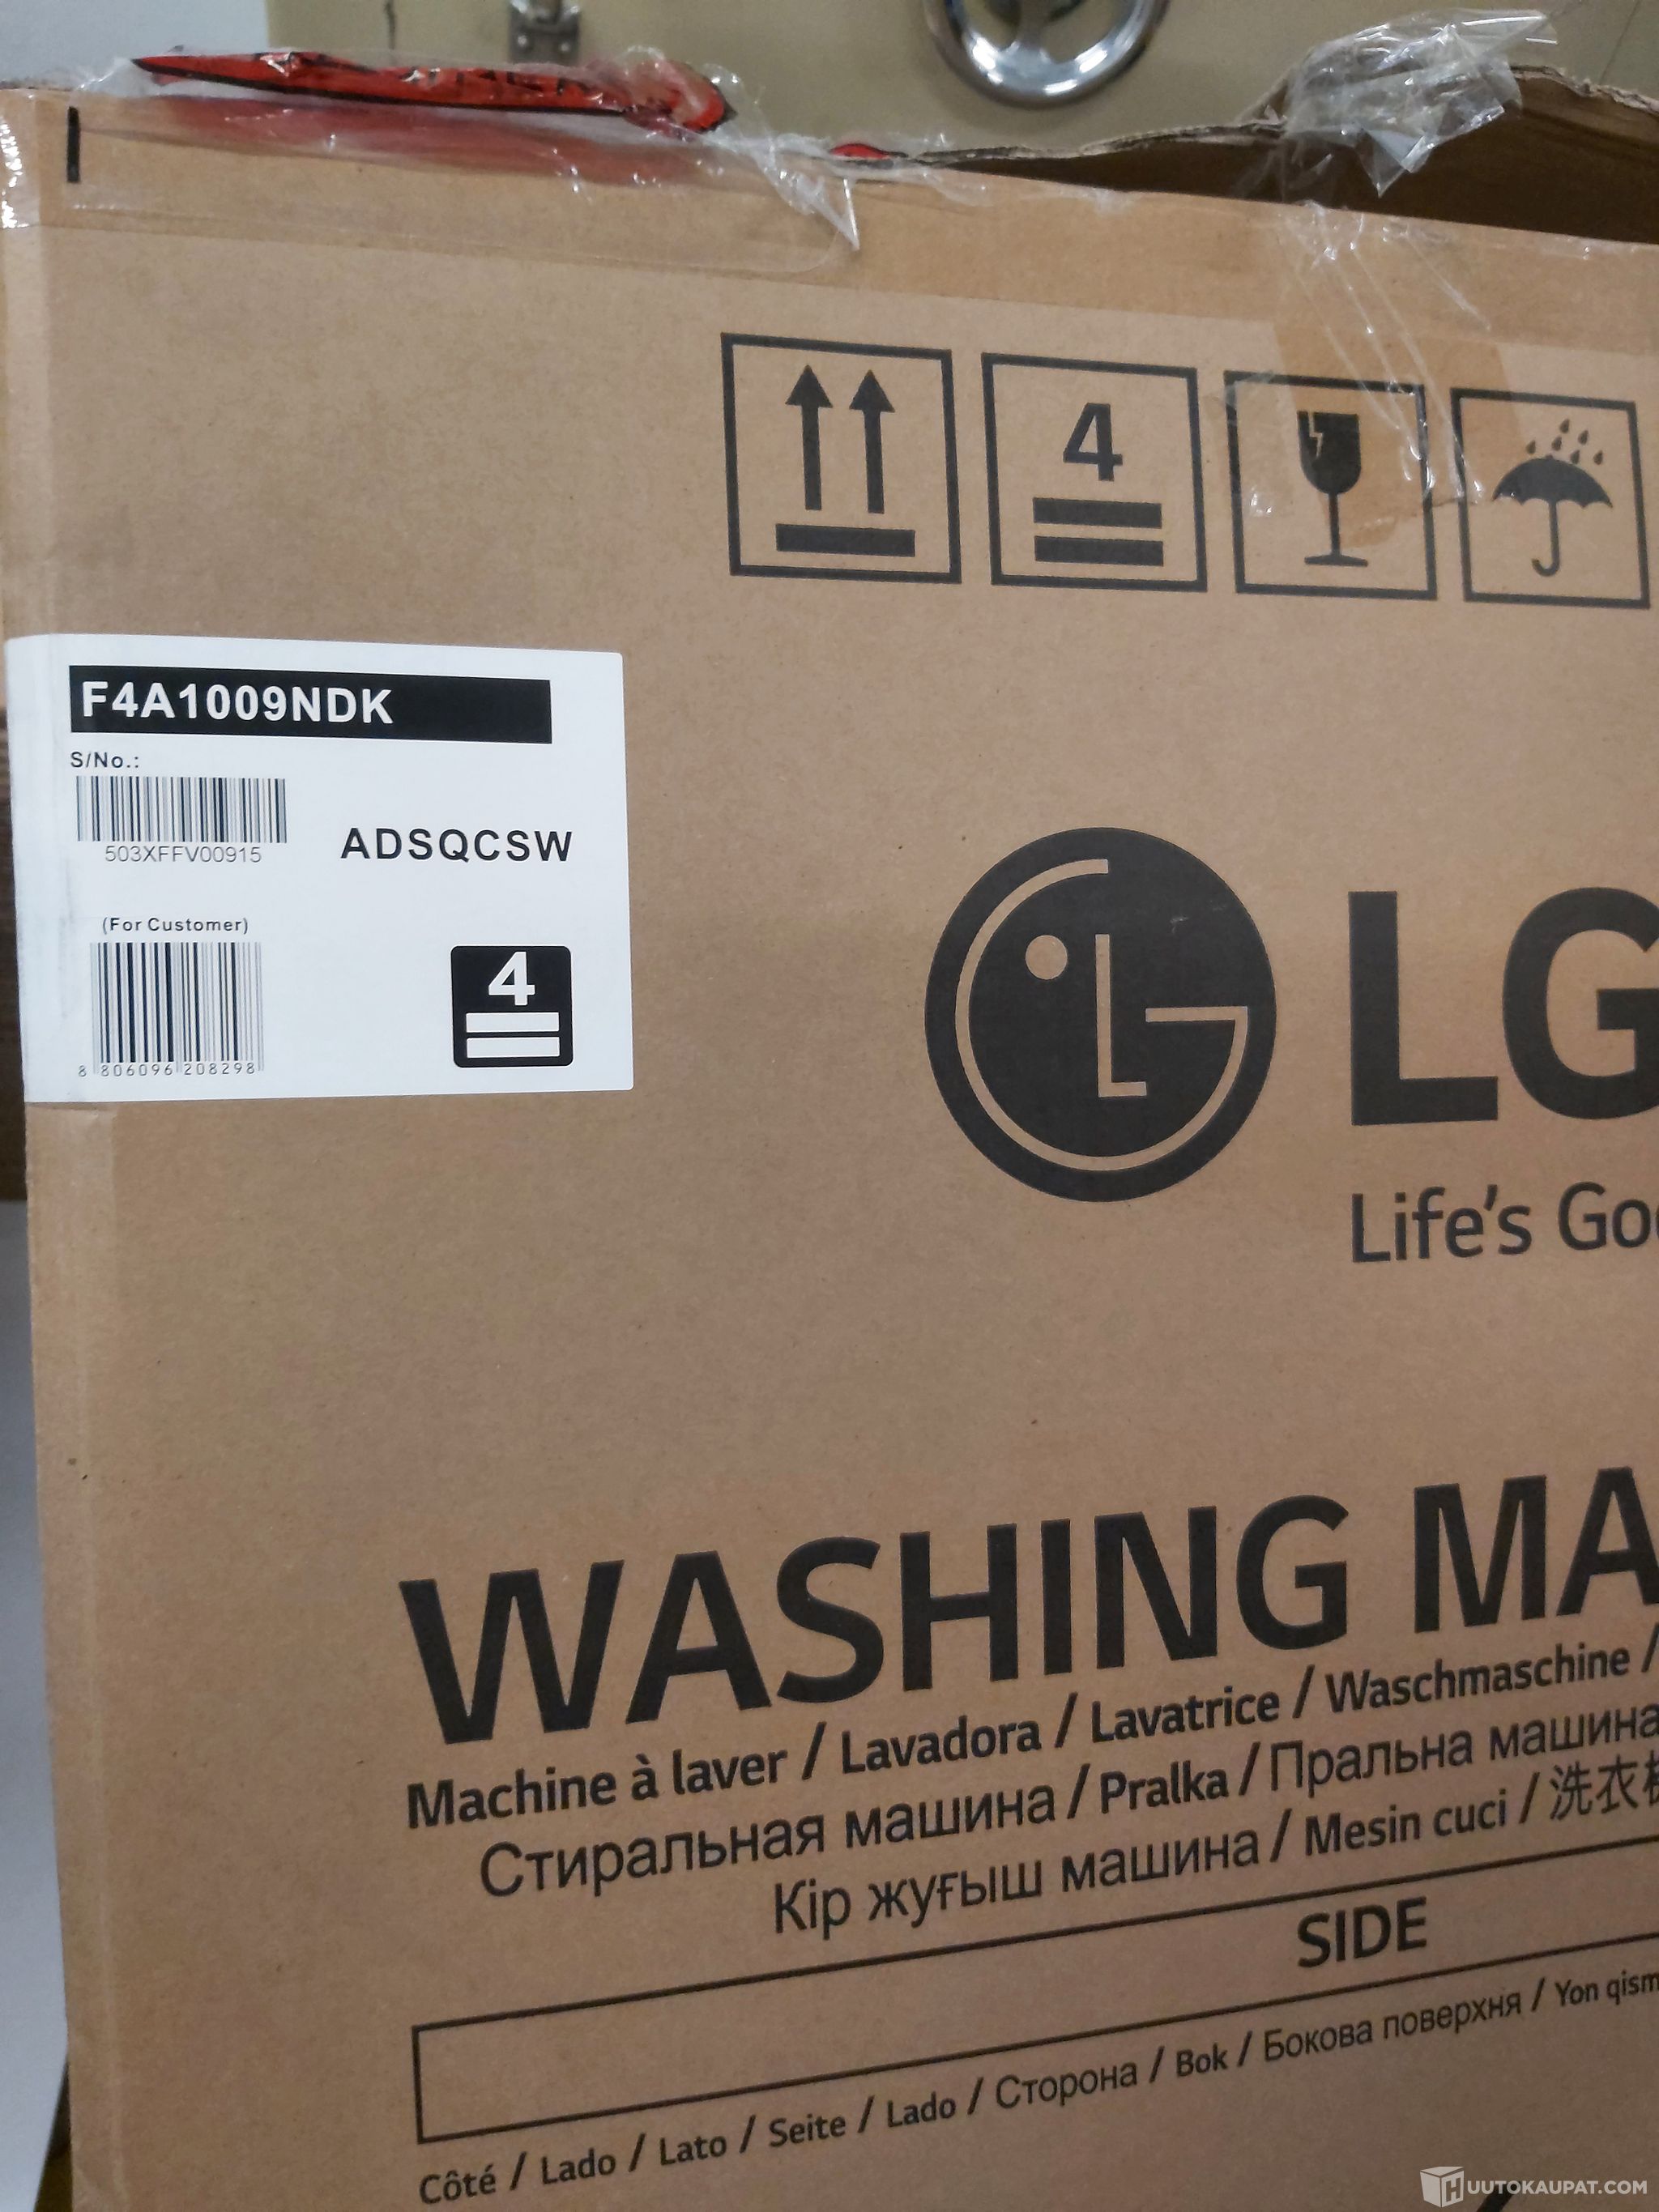 4
F4A1009NDK
S/No.:
503XFFV00915
ADSQCSW
(For Customer)
8 806096 208298
4
LG
Life's Goo
WASHING MA
Machine à laver / Lavadora / Lavatrice / Waschmaschine /
Стиральная машина / Pralka / Пральна машина
Кір жуғыш машина / Mesin cuci / 洗衣机
SIDE
Côté / Lado / Lato / Seite / Lado / Сторона / Bok / Бокова поверхня / Yon qism
HUUTOKAUPAT.COM